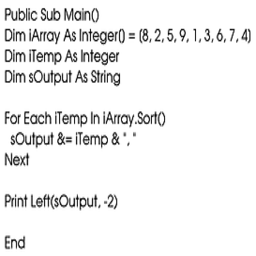 Public Sub Main()
Dim iArray As Integer[] = [8, 2, 5, 9, 1, 3, 6, 7, 4]
Dim iTemp As Integer
Dim sOutput As String
For Each iTemp In iArray.Sort()
sOutput &= iTemp & ", "
Next
Print Left(sOutput, -2)
End